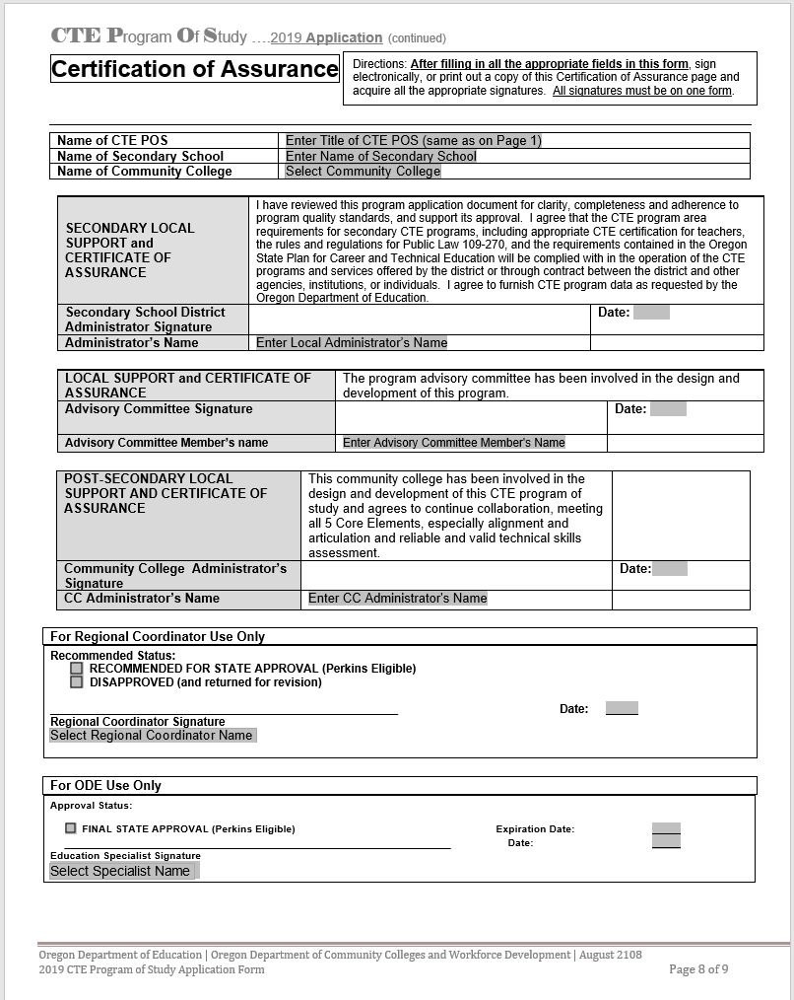 CTE Program Of Study ....2019 Application (continued)
Certification of Assurance
Directions: After filling in all the appropriate fields in this form, sign
electronically, or print out a copy of this Certification of Assurance page and
acquire all the appropriate signatures. All signatures must be on one form.
Name of CTE POS Enter Title of CTE POS (same as on Page 1)
Name of Secondary School Enter Name of Secondary School
Name of Community College Select Community College
SECONDARY LOCAL
SUPPORT and
CERTIFICATE OF
ASSURANCE
I have reviewed this program application document for clarity, completeness and adherence to
program quality standards, and support its approval. I agree that the CTE program area
requirements for secondary CTE programs, including appropriate CTE certification for teachers,
the rules and regulations for Public Law 109-270, and the requirements contained in the Oregon
State Plan for Career and Technical Education will be complied with in the operation of the CTE
programs and services offered by the district or through contract between the district and other
agencies, institutions, or individuals. I agree to furnish CTE program data as requested by the
Oregon Department of Education.
Secondary School District
Administrator Signature
Date:
Administrator's Name Enter Local Administrator's Name
LOCAL SUPPORT and CERTIFICATE OF
ASSURANCE
The program advisory committee has been involved in the design and
development of this program.
Advisory Committee Signature Date:
Advisory Committee Member's name Enter Advisory Committee Member's Name
POST-SECONDARY LOCAL
SUPPORT AND CERTIFICATE OF
ASSURANCE
This community college has been involved in the
design and development of this CTE program of
study and agrees to continue collaboration, meeting
all 5 Core Elements, especially alignment and
articulation and reliable and valid technical skills
assessment.
Community College Administrator's
Signature
Date:
CC Administrator's Name Enter CC Administrator's Name
For Regional Coordinator Use Only
Recommended Status:
RECOMMENDED FOR STATE APPROVAL (Perkins Eligible)
DISAPPROVED (and returned for revision)
Date:
Regional Coordinator Signature
Select Regional Coordinator Name
For ODE Use Only
Approval Status:
FINAL STATE APPROVAL (Perkins Eligible) Expiration Date:
Date:
Education Specialist Signature
Select Specialist Name
Oregon Department of Education | Oregon Department of Community Colleges and Workforce Development | August 2108
2019 CTE Program of Study Application Form Page 8 of 9